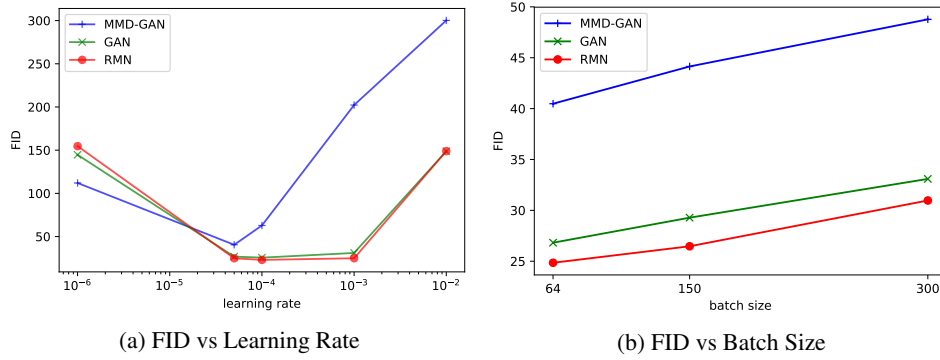 300
250
200
150
100
50
FID
MMD-GAN
GAN
RMN
10⁻⁶
10⁻⁵
10⁻⁴
10⁻³
10⁻²
learning rate
(a) FID vs Learning Rate
50
45
40
35
30
25
FID
MMD-GAN
GAN
RMN
64
150
300
batch size
(b) FID vs Batch Size